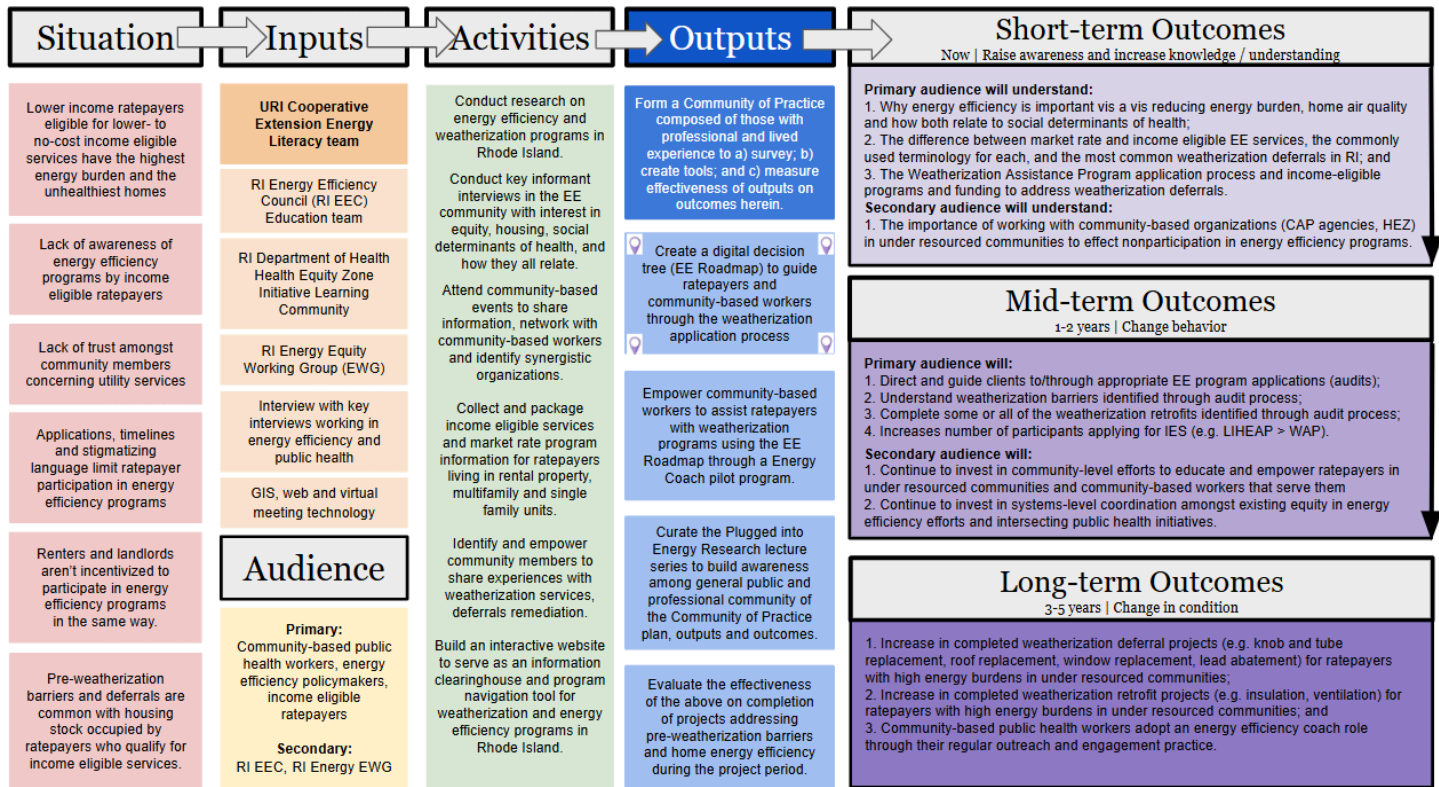 Situation
Lower income ratepayers
eligible for lower- to
no-cost income eligible
services have the highest
energy burden and the
unhealthiest homes
Lack of awareness of
energy efficiency
programs by income
eligible ratepayers
Lack of trust amongst
community members
concerning utility services
Applications, timelines
and stigmatizing
language limit ratepayer
participation in energy
efficiency programs
Renters and landlords
aren't incentivized to
participate in energy
efficiency programs
in the same way.
Pre-weatherization
barriers and deferrals are
common with housing
stock occupied by
ratepayers who qualify for
income eligible services.
Inputs
URI Cooperative
Extension Energy
Literacy team
RI Energy Efficiency
Council (RI EEC)
Education team
RI Department of Health
Health Equity Zone
Initiative Learning
Community
RI Energy Equity
Working Group (EWG)
Interview with key
interviews working in
energy efficiency and
public health
GIS, web and virtual
meeting technology
Audience
Primary:
Community-based public
health workers, energy
efficiency policymakers,
income eligible
ratepayers
Secondary:
RI EEC, RI Energy EWG
Activities
Conduct research on
energy efficiency and
weatherization programs in
Rhode Island.
Conduct key informant
interviews in the EE
community with interest in
equity, housing, social
determinants of health, and
how they all relate.
Attend community-based
events to share
information, network with
community-based workers
and identify synergistic
organizations.
Collect and package
income eligible services
and market rate program
information for ratepayers
living in rental property,
multifamily and single
family units.
Identify and empower
community members to
share experiences with
weatherization services,
deferrals remediation.
Build an interactive website
to serve as an information
clearinghouse and program
navigation tool for
weatherization and energy
efficiency programs in
Rhode Island.
Outputs
Form a Community of Practice
composed of those with
professional and lived
experience to a) survey; b)
create tools; and c) measure
effectiveness of outputs on
outcomes herein.
Create a digital decision
tree (EE Roadmap) to guide
ratepayers and
community-based workers
through the weatherization
application process
Empower community-based
workers to assist ratepayers
with weatherization
programs using the EE
Roadmap through a Energy
Coach pilot program.
Curate the Plugged into
Energy Research lecture
series to build awareness
among general public and
professional community of
the Community of Practice
plan, outputs and outcomes.
Evaluate the effectiveness
of the above on completion
of projects addressing
pre-weatherization barriers
and home energy efficiency
during the project period.
Short-term Outcomes
Now | Raise awareness and increase knowledge / understanding
Primary audience will understand:
1. Why energy efficiency is important vis a vis reducing energy burden, home air quality
and how both relate to social determinants of health;
2. The difference between market rate and income eligible EE services, the commonly
used terminology for each, and the most common weatherization deferrals in RI; and
3. The Weatherization Assistance Program application process and income-eligible
programs and funding to address weatherization deferrals.
Secondary audience will understand:
1. The importance of working with community-based organizations (CAP agencies, HEZ)
in under resourced communities to effect nonparticipation in energy efficiency programs.
Mid-term Outcomes
1-2 years | Change behavior
Primary audience will:
1. Direct and guide clients to/through appropriate EE program applications (audits);
2. Understand weatherization barriers identified through audit process;
3. Complete some or all of the weatherization retrofits identified through audit process;
4. Increases number of participants applying for IES (e.g. LIHEAP > WAP).
Secondary audience will:
1. Continue to invest in community-level efforts to educate and empower ratepayers in
under resourced communities and community-based workers that serve them
2. Continue to invest in systems-level coordination amongst existing equity in energy
efficiency efforts and intersecting public health initiatives.
Long-term Outcomes
3-5 years | Change in condition
1. Increase in completed weatherization deferral projects (e.g. knob and tube
replacement, roof replacement, window replacement, lead abatement) for ratepayers
with high energy burdens in under resourced communities;
2. Increase in completed weatherization retrofit projects (e.g. insulation, ventilation) for
ratepayers with high energy burdens in under resourced communities; and
3. Community-based public health workers adopt an energy efficiency coach role
through their regular outreach and engagement practice.